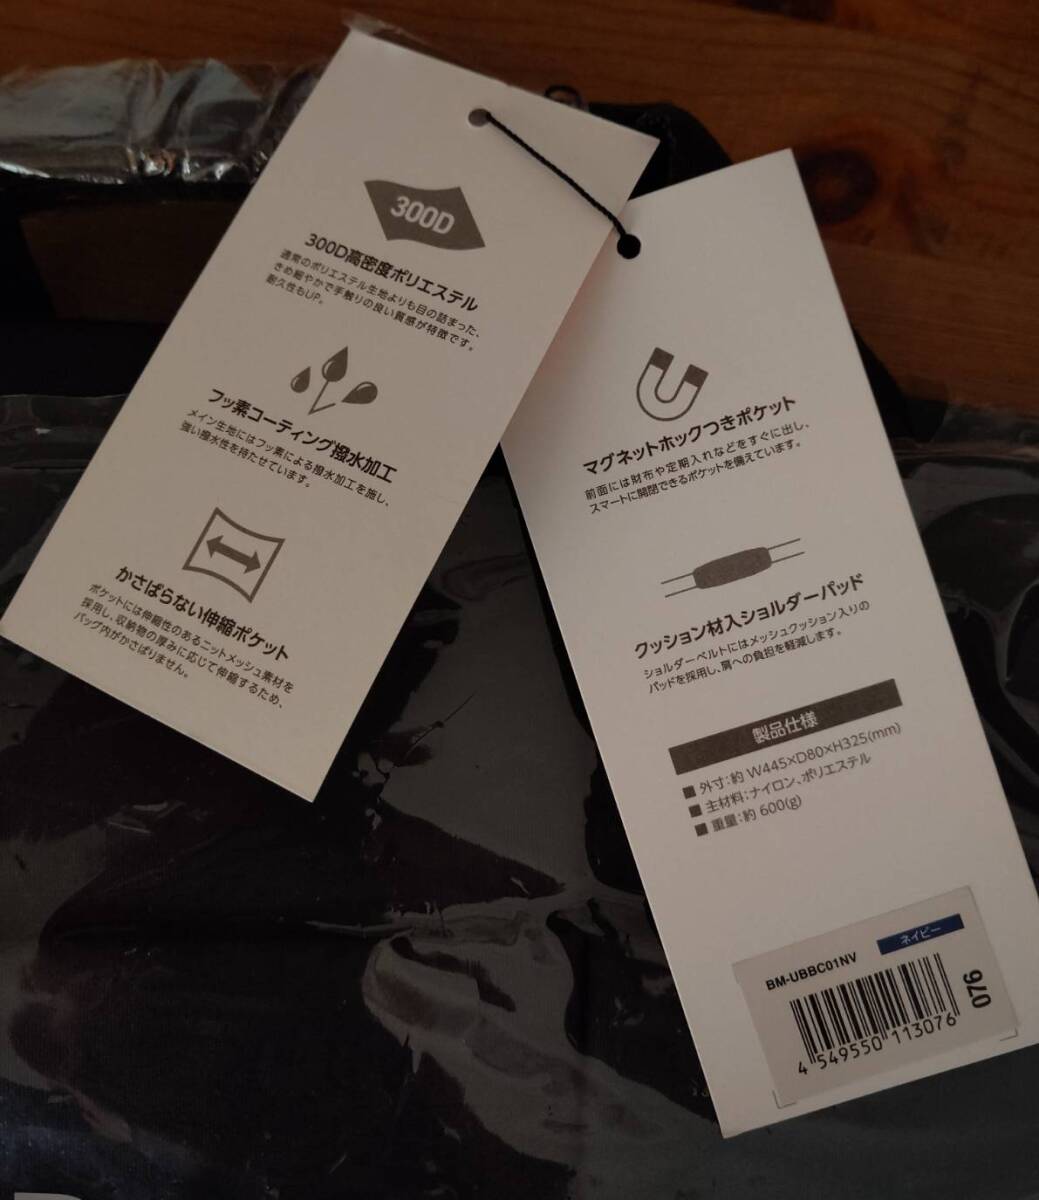 300D
300D高密度ポリエステル
通常のポリエステル生地よりも目の詰まった、
きめ細やかで手触りの良い質感が特徴です。
耐久性もUP。
フッ素コーティング撥水加工
メイン生地にはフッ素による撥水加工を施し、
強い撥水性を持たせています。
かさばらない伸縮ポケット
ポケットには伸縮性のあるニットメッシュ素材を
採用し、収納物の厚みに応じて伸縮するため、
バッグ内がかさばりません。
マグネットホックつきポケット
前面には財布や定期入れなどをすぐに出し、
スマートに開閉できるポケットを備えています。
クッション材入ショルダーパッド
ショルダーベルトにはメッシュクッション入りの
パッドを採用し、肩への負担を軽減します。
製品仕様
■ 外寸：約 W445×D80×H325(mm)
■ 主材料：ナイロン、ポリエステル
■ 重量：約 600(g)
BM-UBBC01NV
ネイビー
076
4 549550 113076